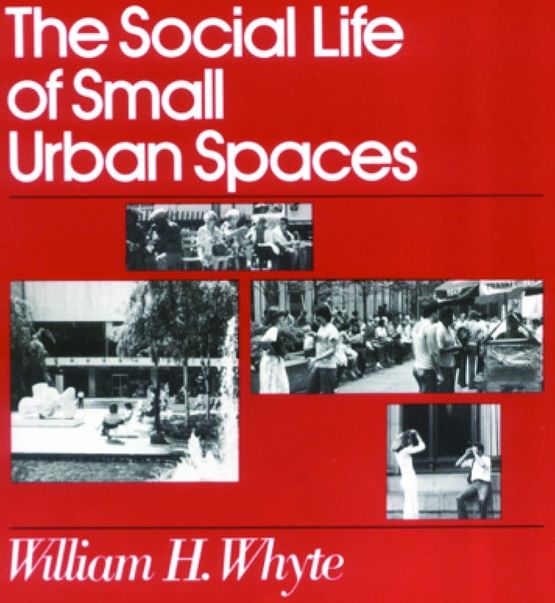 The Social Life
of Small
Urban Spaces
William H. Whyte